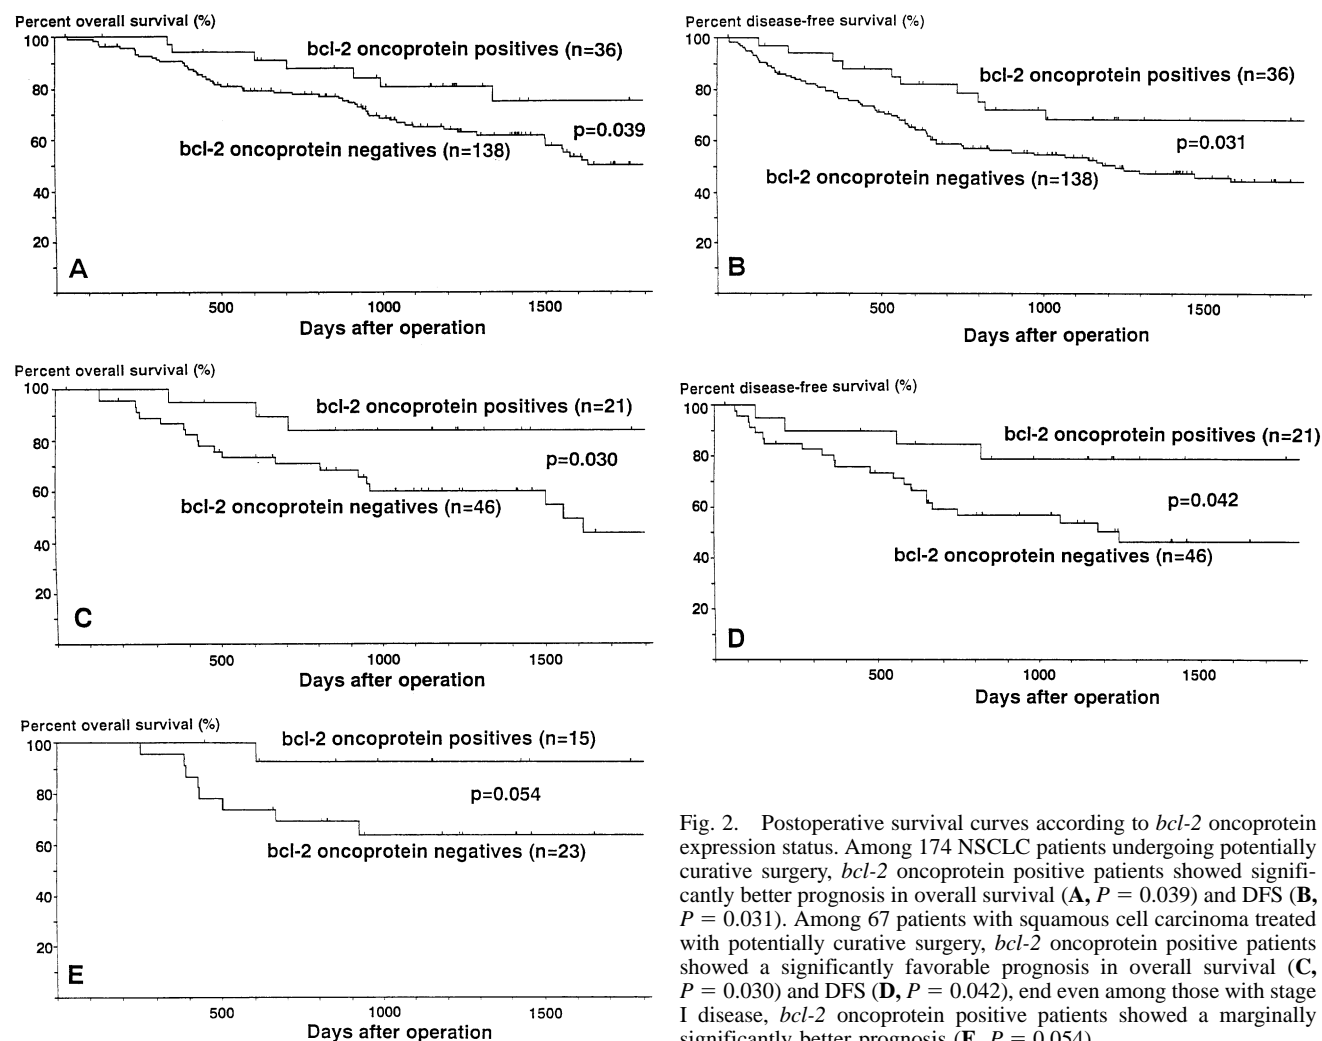 Percent overall survival (%)
100
80
60
40
20
bcl-2 oncoprotein positives (n=36)
p=0.039
bcl-2 oncoprotein negatives (n=138)
A
500 1000 1500
Days after operation
Percent disease-free survival (%)
100
80
60
40
20
bcl-2 oncoprotein positives (n=36)
p=0.031
bcl-2 oncoprotein negatives (n=138)
B
500 1000 1500
Days after operation
Percent overall survival (%)
100
80
60
40
20
bcl-2 oncoprotein positives (n=21)
p=0.030
bcl-2 oncoprotein negatives (n=46)
C
500 1000 1500
Days after operation
Percent disease-free survival (%)
100
80
60
40
20
bcl-2 oncoprotein positives (n=21)
p=0.042
bcl-2 oncoprotein negatives (n=46)
D
500 1000 1500
Days after operation
Percent overall survival (%)
100
80
60
40
20
bcl-2 oncoprotein positives (n=15)
p=0.054
bcl-2 oncoprotein negatives (n=23)
E
500 1000 1500
Days after operation
Fig. 2. Postoperative survival curves according to bcl-2 oncoprotein
expression status. Among 174 NSCLC patients undergoing potentially
curative surgery, bcl-2 oncoprotein positive patients showed signifi-
cantly better prognosis in overall survival (A, P = 0.039) and DFS (B,
P = 0.031). Among 67 patients with squamous cell carcinoma treated
with potentially curative surgery, bcl-2 oncoprotein positive patients
showed a significantly favorable prognosis in overall survival (C,
P = 0.030) and DFS (D, P = 0.042), end even among those with stage
I disease, bcl-2 oncoprotein positive patients showed a marginally
significantly better prognosis (E, P = 0.054)